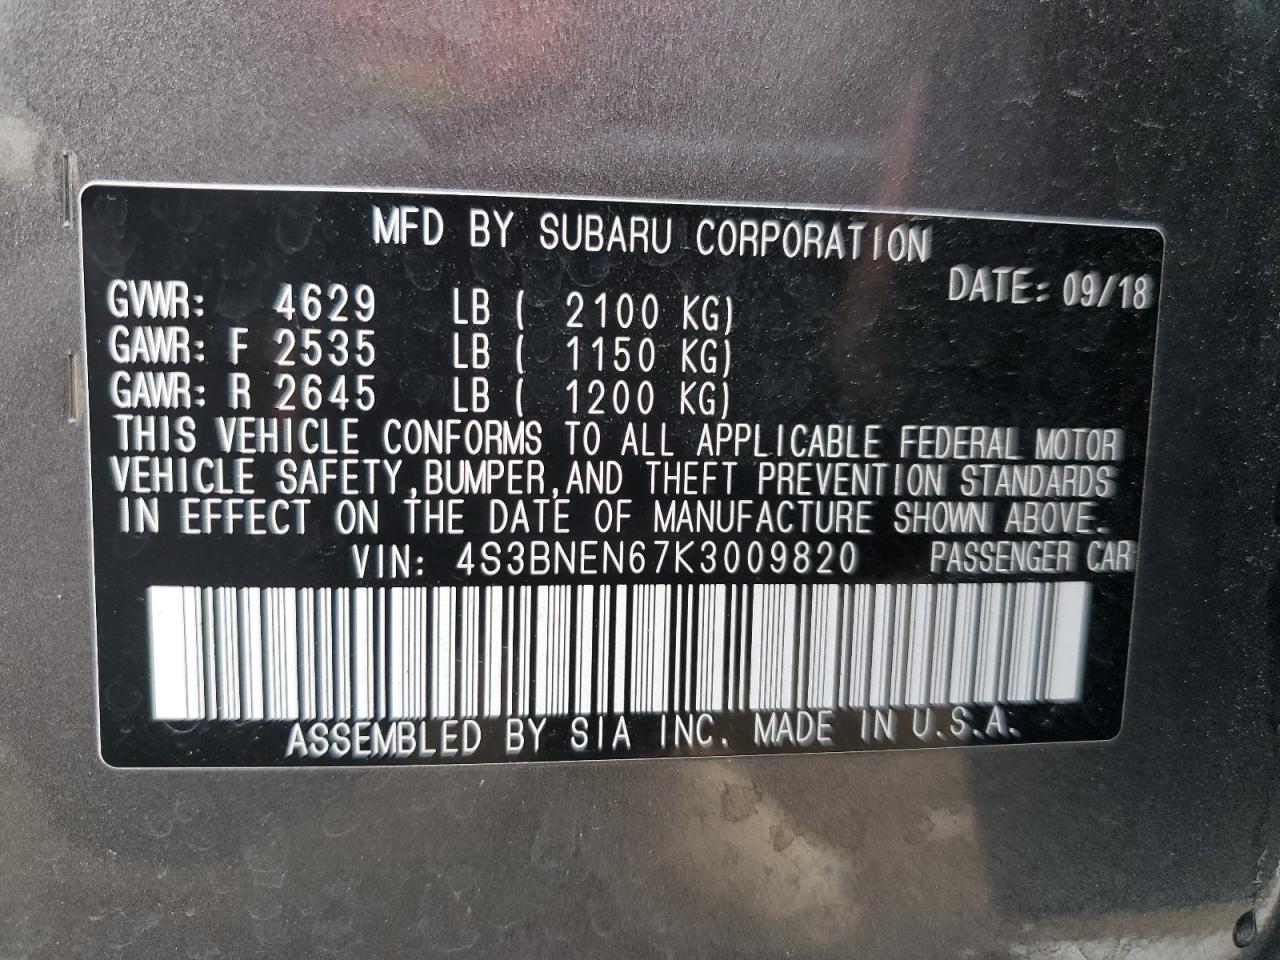 MFD BY SUBARU CORPORATION
DATE: 09/18
GVWR: 4629 LB ( 2100 KG)
GAWR: F 2535 LB ( 1150 KG)
GAWR: R 2645 LB ( 1200 KG)
THIS VEHICLE CONFORMS TO ALL APPLICABLE FEDERAL MOTOR
VEHICLE SAFETY,BUMPER,AND THEFT PREVENTION STANDARDS
IN EFFECT ON THE DATE OF MANUFACTURE SHOWN ABOVE.
VIN: 4S3BNEN67K3009820 PASSENGER CAR
ASSEMBLED BY SIA INC. MADE IN U.S.A.